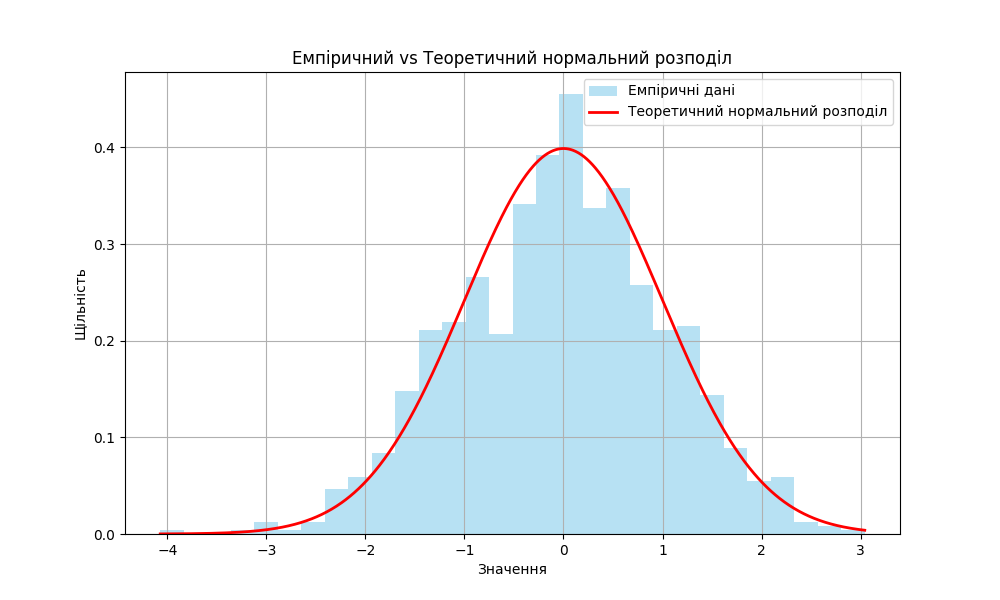 Емпіричний vs Теоретичний нормальний розподіл
Емпіричні дані
Теоретичний нормальний розподіл
Щільність
0.4
0.3
0.2
0.1
0.0
−4 −3 −2 −1 0 1 2 3
Значення